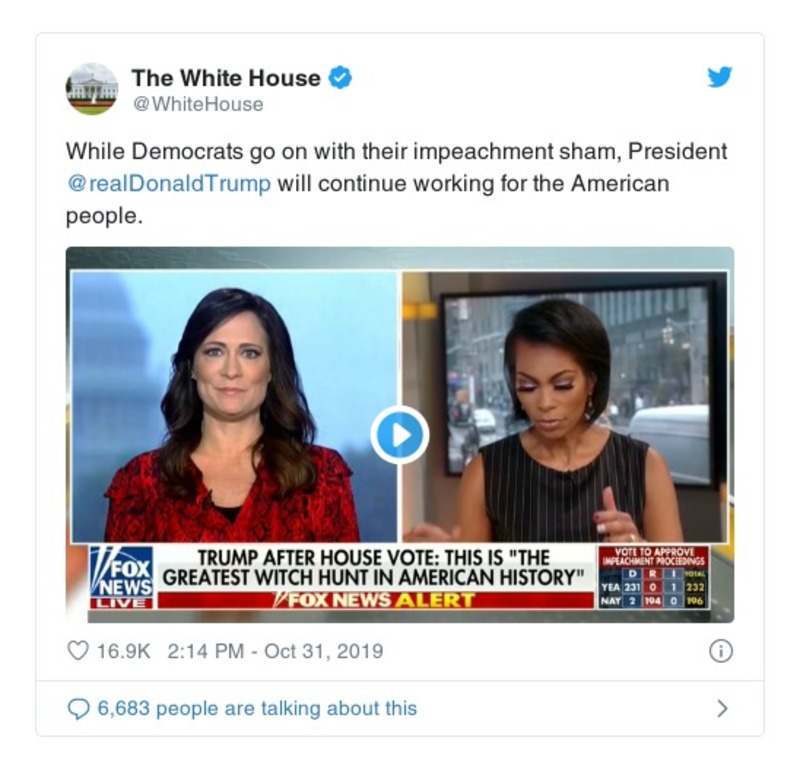 The White House
@WhiteHouse
While Democrats go on with their impeachment sham, President
@realDonaldTrump will continue working for the American
people.
FOX
NEWS
LIVE
TRUMP AFTER HOUSE VOTE: THIS IS "THE
GREATEST WITCH HUNT IN AMERICAN HISTORY"
FOX NEWS ALERT
VOTE TO APPROVE
IMPEACHMENT PROCEEDINGS
D R I TOTAL
YEA 231 0 1 232
NAY 2 194 0 196
16.9K 2:14 PM - Oct 31, 2019
6,683 people are talking about this